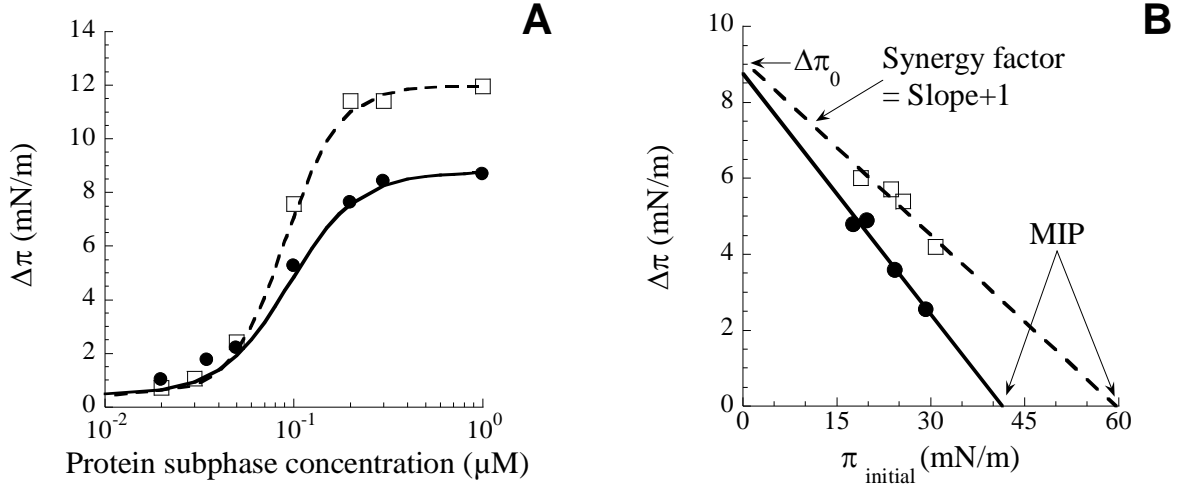 A
14
12
10
8
6
4
2
0
Δπ (mN/m)
10⁻²
10⁻¹
10⁰
Protein subphase concentration (μM)
B
10
8
6
4
2
0
Δπ (mN/m)
Δπ₀
Synergy factor
= Slope+1
MIP
0
15
30
45
60
π initial (mN/m)